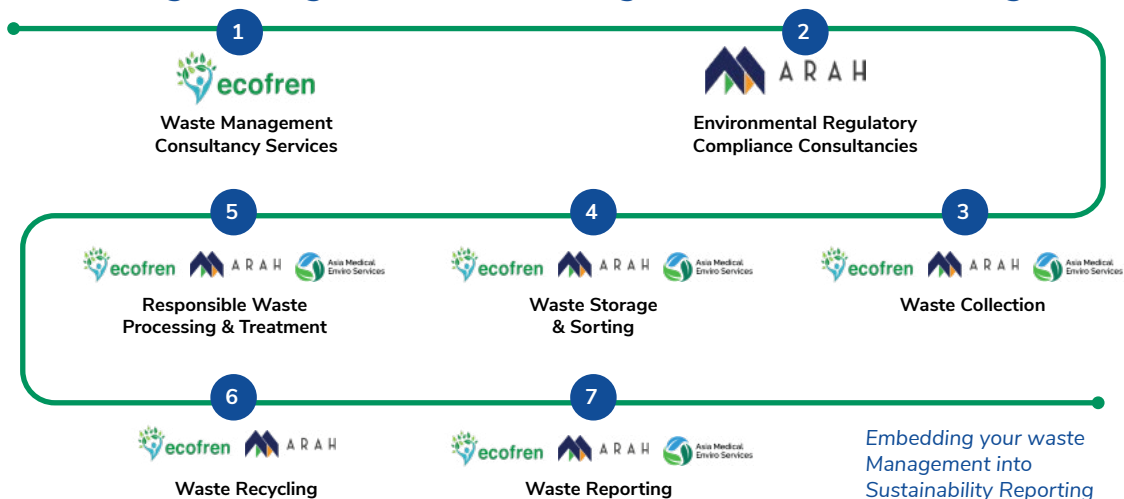 1
ecofren
Waste Management
Consultancy Services
2
ARAH
Environmental Regulatory
Compliance Consultancies
5
ecofren ARAH Asia Medical
Enviro Services
Responsible Waste
Processing & Treatment
4
ecofren ARAH Asia Medical
Enviro Services
Waste Storage
& Sorting
3
ecofren ARAH Asia Medical
Enviro Services
Waste Collection
6
ecofren ARAH
Waste Recycling
7
ecofren ARAH Asia Medical
Enviro Services
Waste Reporting
Embedding your waste
Management into
Sustainability Reporting